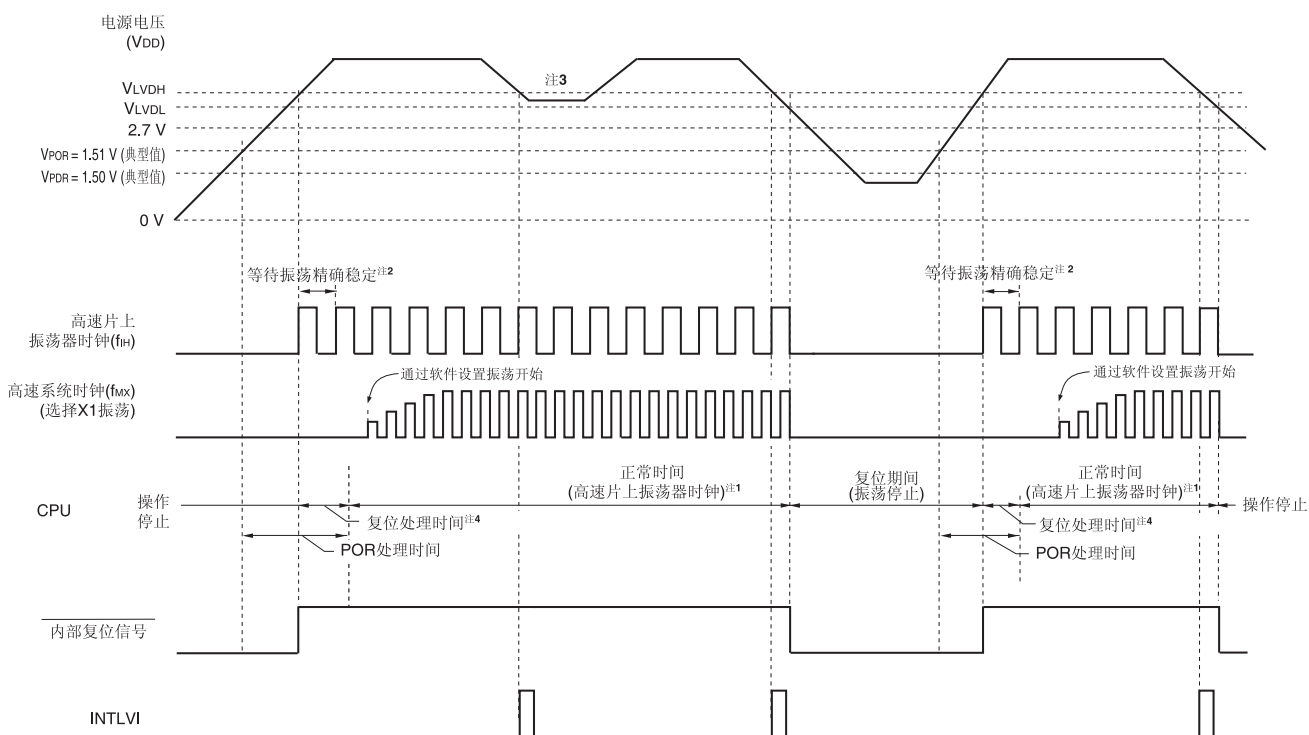 电源电压
(VDD)
VLVDH
VLVDL
2.7 V
VPOR = 1.51 V (典型值)
VPDR = 1.50 V (典型值)
0 V
注3
等待振荡精确稳定注2
等待振荡精确稳定注2
高速片上
振荡器时钟(fIH)
通过软件设置振荡开始
通过软件设置振荡开始
高速系统时钟(fMX)
(选择X1振荡)
CPU
操作
停止
正常时间
(高速片上振荡器时钟)注1
复位期间
(振荡停止)
正常时间
(高速片上振荡器时钟)注1
操作停止
复位处理时间注4
复位处理时间注4
POR处理时间
POR处理时间
内部复位信号
INTLVI